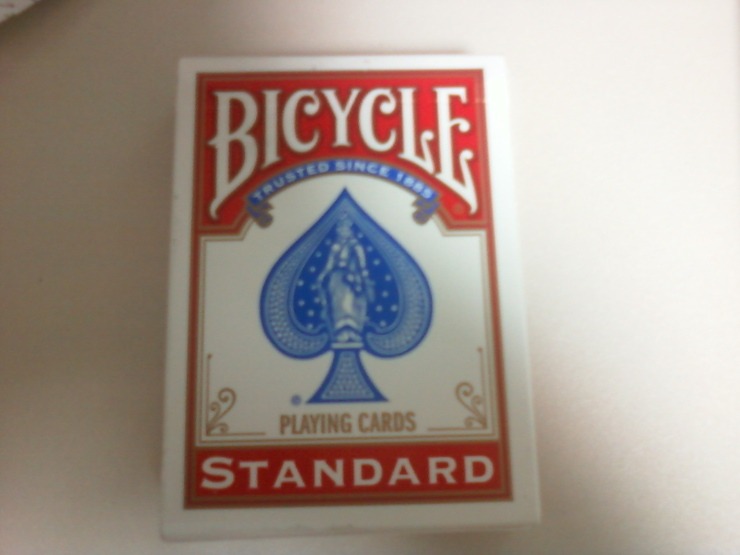 BICYCLE
TRUSTED SINCE 1885
®
PLAYING CARDS
STANDARD